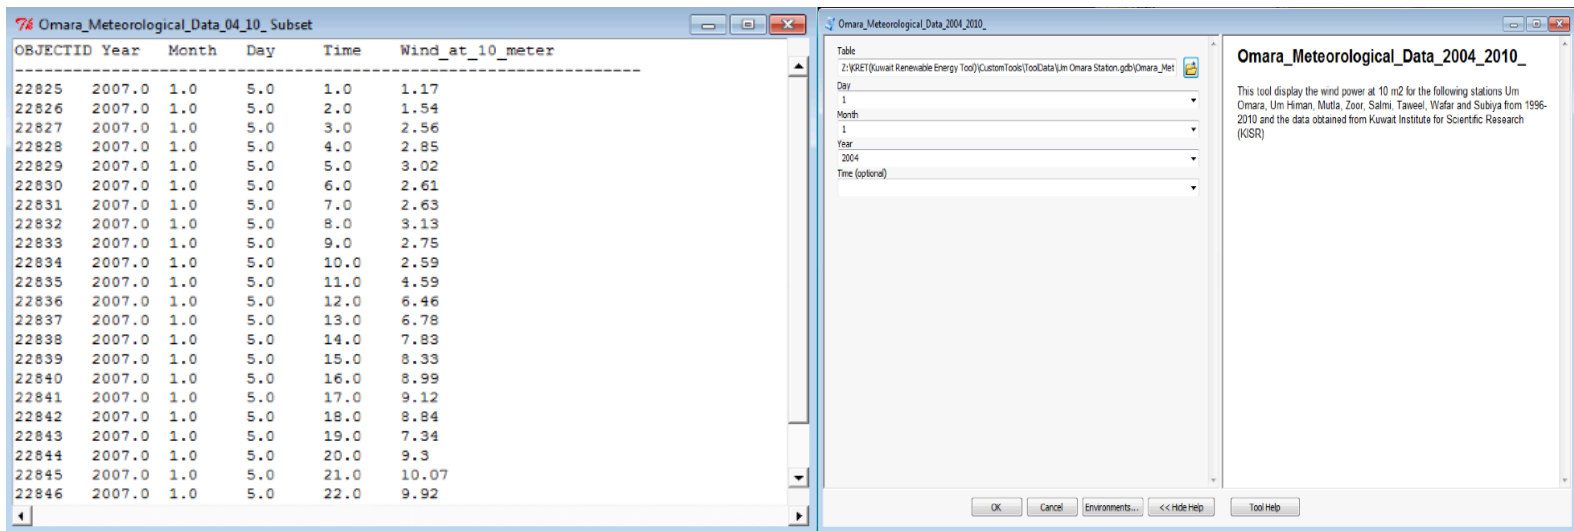 Omara_Meteorological_Data_04_10_ Subset
OBJECTID Year Month Day Time Wind_at_10_meter
--------------------------------------------------------------------
22825 2007.0 1.0 5.0 1.0 1.17
22826 2007.0 1.0 5.0 2.0 1.54
22827 2007.0 1.0 5.0 3.0 2.56
22828 2007.0 1.0 5.0 4.0 2.85
22829 2007.0 1.0 5.0 5.0 3.02
22830 2007.0 1.0 5.0 6.0 2.61
22831 2007.0 1.0 5.0 7.0 2.63
22832 2007.0 1.0 5.0 8.0 3.13
22833 2007.0 1.0 5.0 9.0 2.75
22834 2007.0 1.0 5.0 10.0 2.59
22835 2007.0 1.0 5.0 11.0 4.59
22836 2007.0 1.0 5.0 12.0 6.46
22837 2007.0 1.0 5.0 13.0 6.78
22838 2007.0 1.0 5.0 14.0 7.83
22839 2007.0 1.0 5.0 15.0 8.33
22840 2007.0 1.0 5.0 16.0 8.99
22841 2007.0 1.0 5.0 17.0 9.12
22842 2007.0 1.0 5.0 18.0 8.84
22843 2007.0 1.0 5.0 19.0 7.34
22844 2007.0 1.0 5.0 20.0 9.3
22845 2007.0 1.0 5.0 21.0 10.07
22846 2007.0 1.0 5.0 22.0 9.92
Omara_Meteorological_Data_2004_2010_
Table
Z:\KRET(Kuwait Renewable Energy Tool)\CustomTools\ToolData\Um Omara Station.gdb\Omara_Met
Day
1
Month
1
Year
2004
Time (optional)
Omara_Meteorological_Data_2004_2010_
This tool display the wind power at 10 m2 for the following stations Um
Omara, Um Himan, Mutla, Zoor, Salmi, Taweel, Wafar and Subiya from 1996-
2010 and the data obtained from Kuwait Institute for Scientific Research
(KISR)
OK
Cancel
Environments...
<< Hide Help
Tool Help